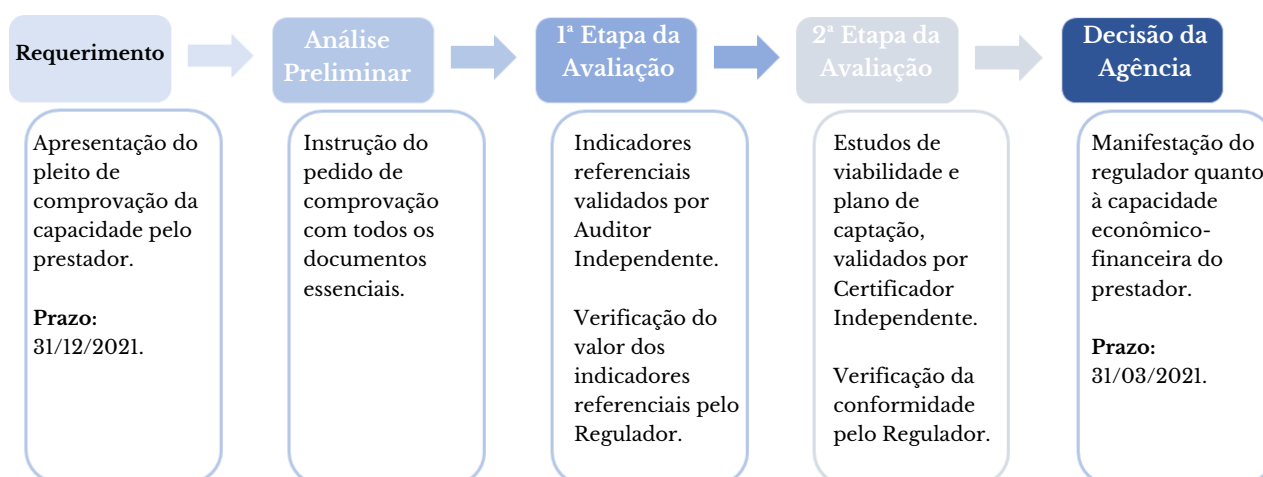 Requerimento
Análise
Preliminar
1ª Etapa da
Avaliação
2ª Etapa da
Avaliação
Decisão da
Agência
Apresentação do
pleito de
comprovação da
capacidade pelo
prestador.
Prazo:
31/12/2021.
Instrução do
pedido de
comprovação
com todos os
documentos
essenciais.
Indicadores
referenciais
validados por
Auditor
Independente.
Verificação do
valor dos
indicadores
referenciais pelo
Regulador.
Estudos de
viabilidade e
plano de
captação,
validados por
Certificador
Independente.
Verificação da
conformidade
pelo Regulador.
Manifestação do
regulador quanto
à capacidade
econômico-
financeira do
prestador.
Prazo:
31/03/2021.